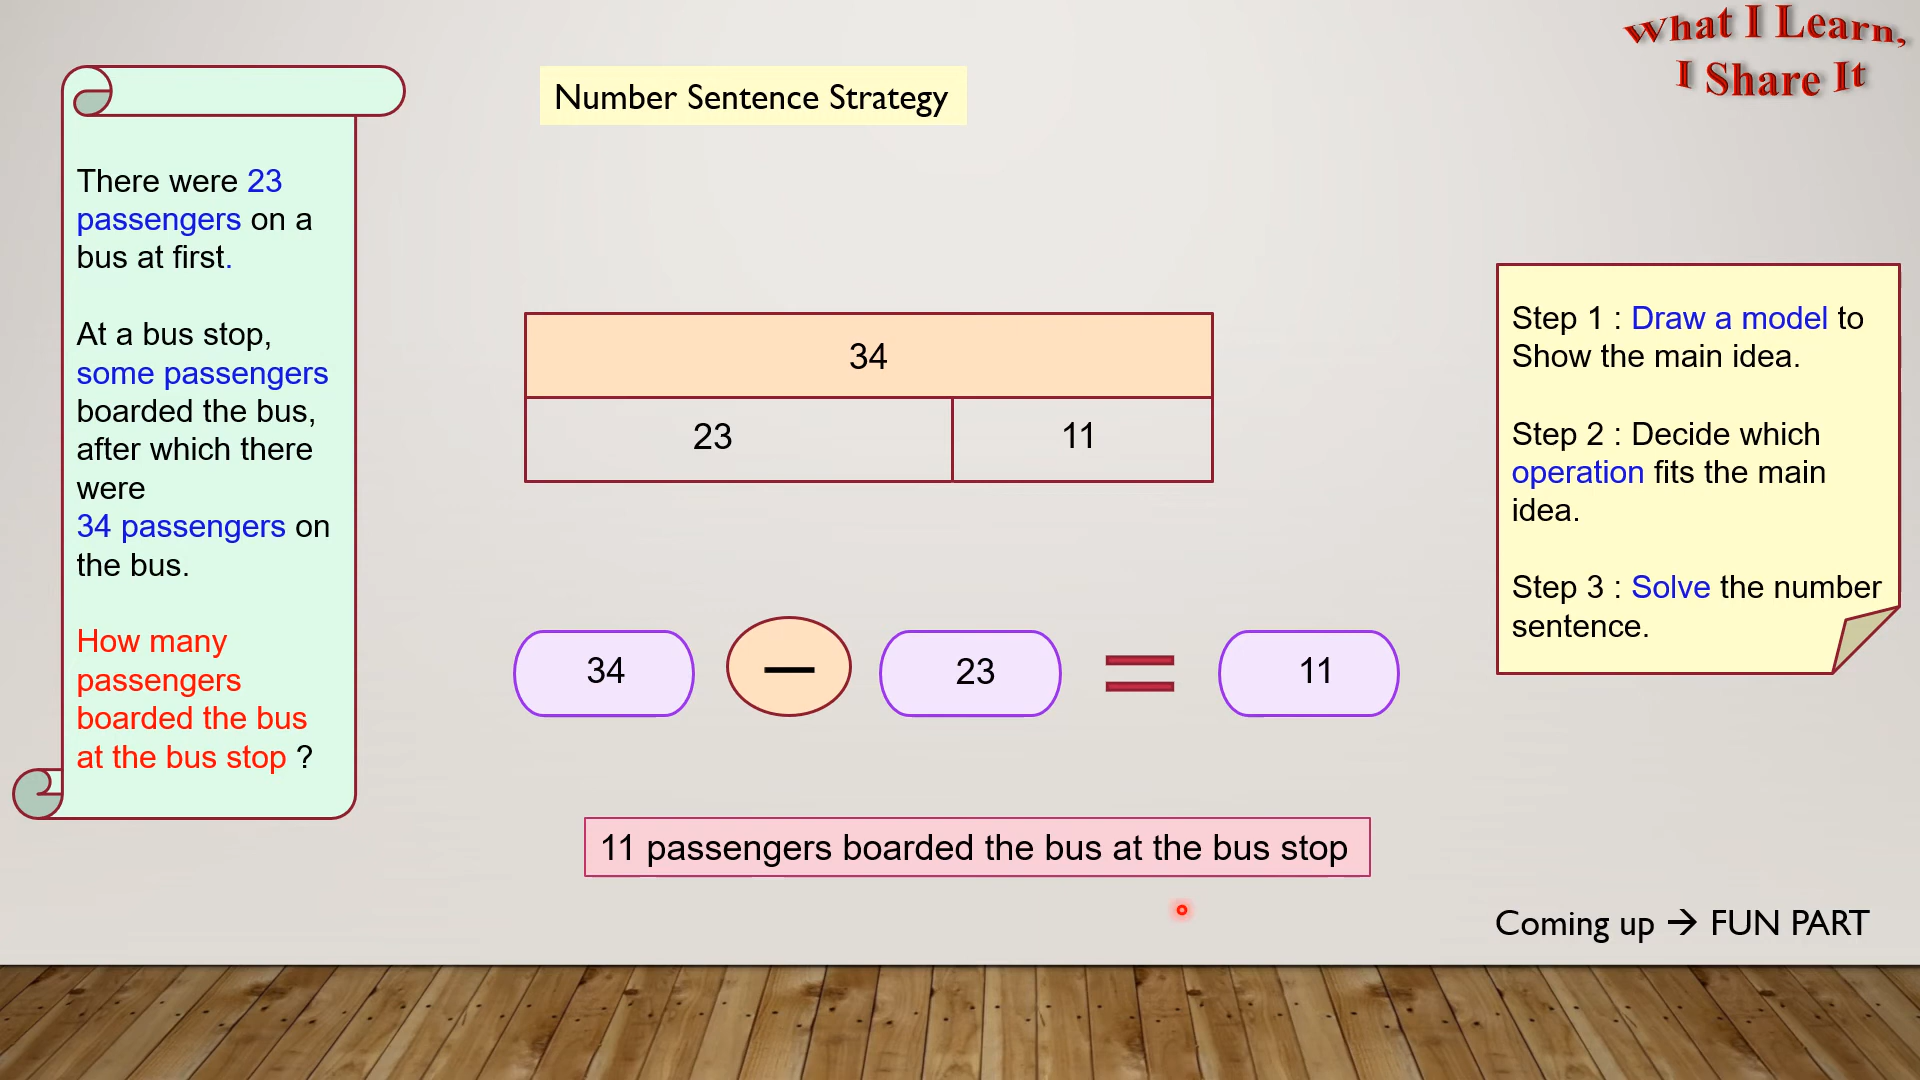 What I Learn,
I Share It
Number Sentence Strategy
There were 23
passengers on a
bus at first.
At a bus stop,
some passengers
boarded the bus,
after which there
were
34 passengers on
the bus.
How many
passengers
boarded the bus
at the bus stop ?
34
23 11
34 — 23 = 11
11 passengers boarded the bus at the bus stop
Step 1 : Draw a model to
Show the main idea.
Step 2 : Decide which
operation fits the main
idea.
Step 3 : Solve the number
sentence.
Coming up → FUN PART